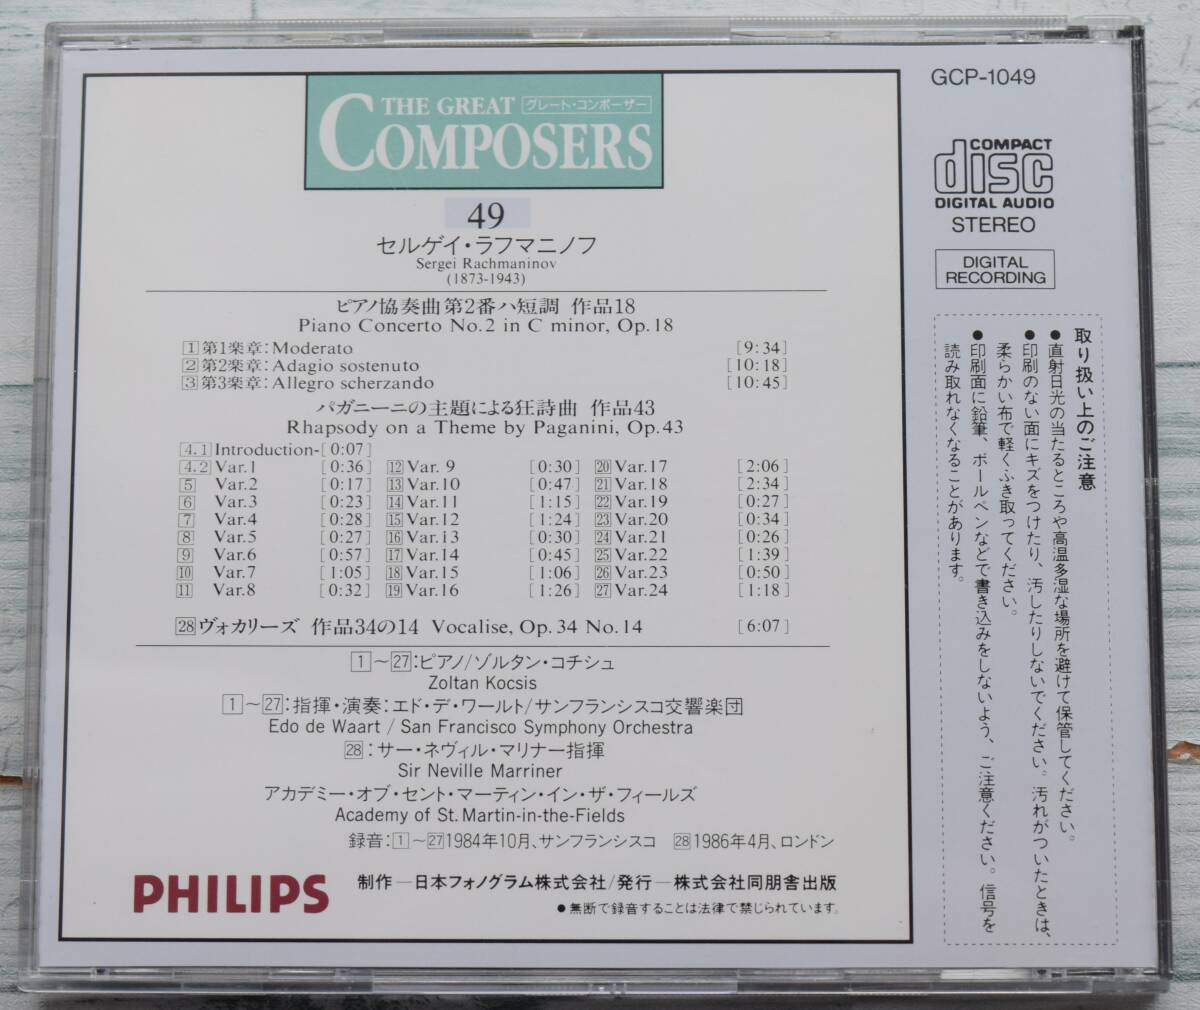 THE GREAT グレート・コンポーザー
COMPOSERS
49
セルゲイ・ラフマニノフ
Sergei Rachmaninov
(1873-1943)
ピアノ協奏曲第2番ハ短調 作品18
Piano Concerto No.2 in C minor, Op.18
1 第1楽章:Moderato [9:34]
2 第2楽章:Adagio sostenuto [10:18]
3 第3楽章:Allegro scherzando [10:45]
パガニーニの主題による狂詩曲 作品43
Rhapsody on a Theme by Paganini, Op.43
4.1 Introduction-[0:07]
4.2 Var.1 [0:36] 12 Var. 9 [0:30] 20 Var.17 [2:06]
5 Var.2 [0:17] 13 Var.10 [0:47] 21 Var.18 [2:34]
6 Var.3 [0:23] 14 Var.11 [1:15] 22 Var.19 [0:27]
7 Var.4 [0:28] 15 Var.12 [1:24] 23 Var.20 [0:34]
8 Var.5 [0:27] 16 Var.13 [0:30] 24 Var.21 [0:26]
9 Var.6 [0:57] 17 Var.14 [0:45] 25 Var.22 [1:39]
10 Var.7 [1:05] 18 Var.15 [1:06] 26 Var.23 [0:50]
11 Var.8 [0:32] 19 Var.16 [1:26] 27 Var.24 [1:18]
28 ヴォカリーズ 作品34の14 Vocalise, Op.34 No.14 [6:07]
1～27:ピアノ/ゾルタン・コチシュ
Zoltan Kocsis
1～27:指揮・演奏:エド・デ・ワールト/サンフランシスコ交響楽団
Edo de Waart / San Francisco Symphony Orchestra
28:サー・ネヴィル・マリナー指揮
Sir Neville Marriner
アカデミー・オブ・セント・マーティン・イン・ザ・フィールズ
Academy of St. Martin-in-the-Fields
録音:1～27 1984年10月、サンフランシスコ 28 1986年4月、ロンドン
PHILIPS 制作―日本フォノグラム株式会社/発行―株式会社同朋舎出版
●無断で録音することは法律で禁じられています。
GCP-1049
COMPACT
disc
DIGITAL AUDIO
STEREO
DIGITAL
RECORDING
取り扱い上のご注意
●直射日光の当たるところや高温多湿な場所を避けて保管してください。
●印刷のない面にキズをつけたり、汚したりしないでください。汚れがついたときは、
柔らかい布で軽くふき取ってください。
●印刷面に鉛筆、ボールペンなどで書き込みをしないよう、ご注意ください。信号を
読み取れなくなることがあります。